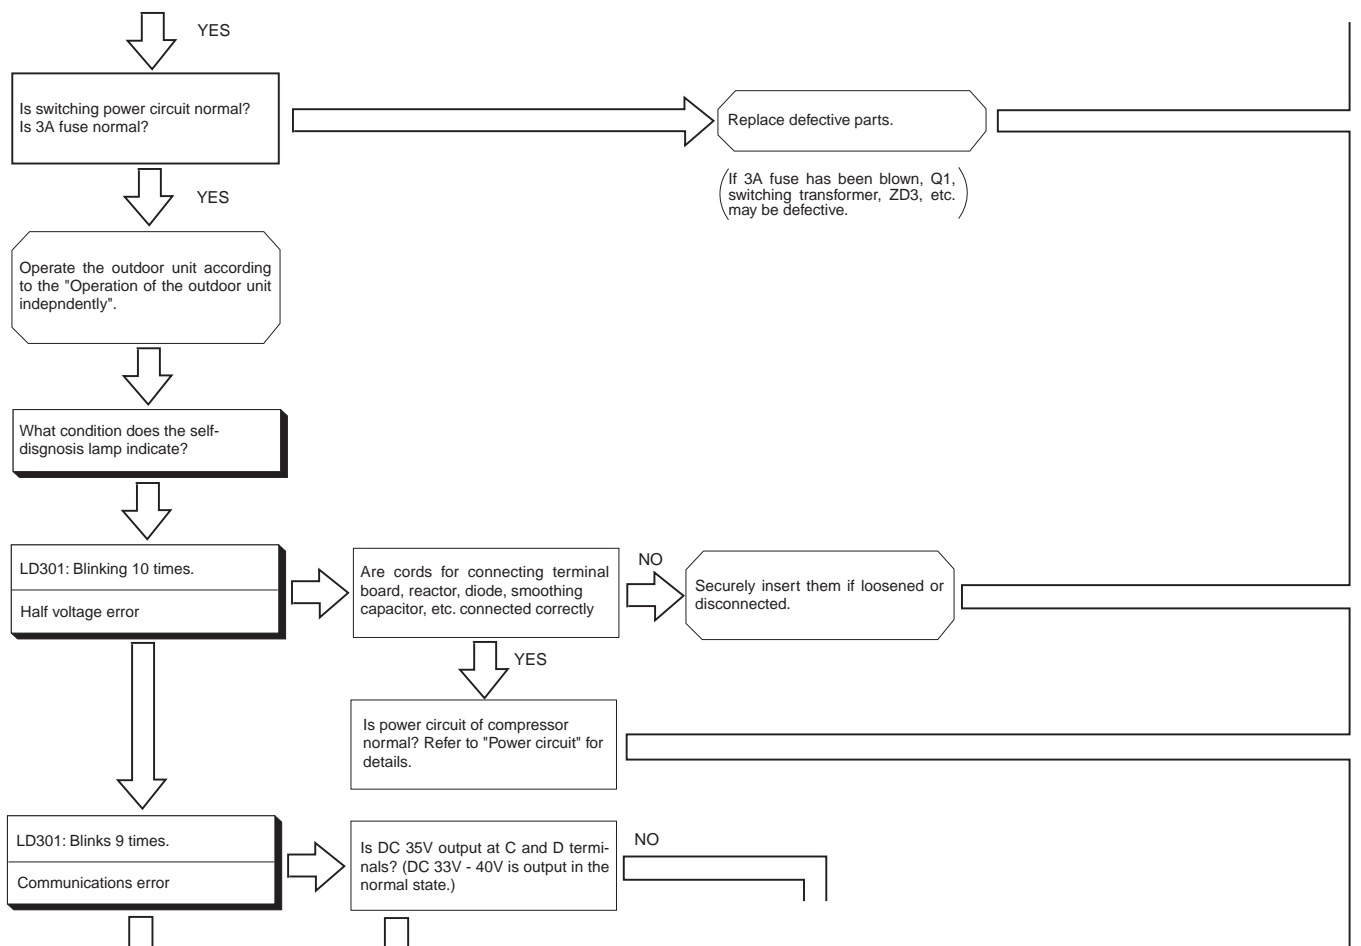 YES
Is switching power circuit normal?
Is 3A fuse normal?
Replace defective parts.
(If 3A fuse has been blown, Q1,
switching transformer, ZD3, etc.
may be defective.)
YES
Operate the outdoor unit according
to the "Operation of the outdoor unit
indepndently".
What condition does the self-
disgnosis lamp indicate?
LD301: Blinking 10 times.
Half voltage error
Are cords for connecting terminal
board, reactor, diode, smoothing
capacitor, etc. connected correctly
NO
Securely insert them if loosened or
disconnected.
YES
Is power circuit of compressor
normal? Refer to "Power circuit" for
details.
LD301: Blinks 9 times.
Communications error
Is DC 35V output at C and D termi-
nals? (DC 33V - 40V is output in the
normal state.)
NO